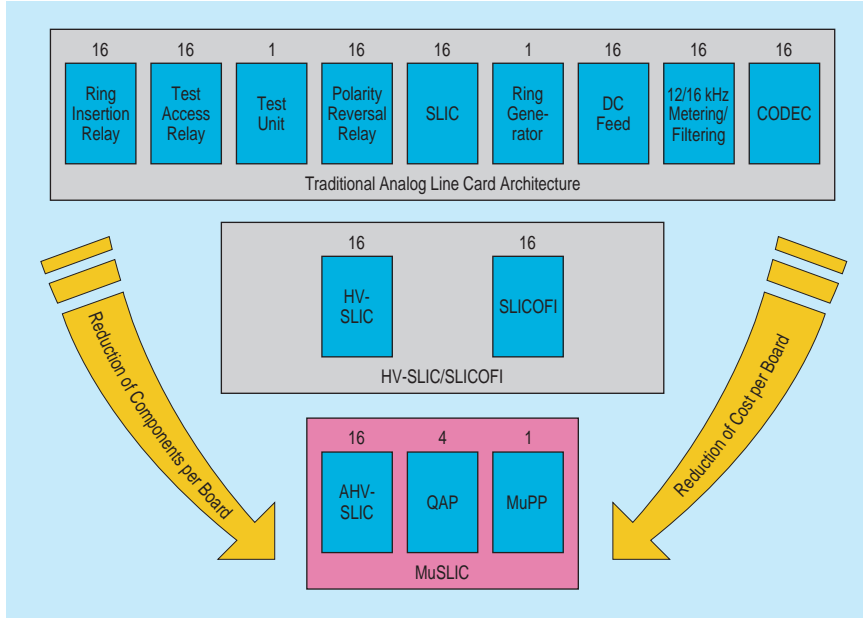 16 16 1 16 16 1 16 16 16
Ring
Insertion
Relay
Test
Access
Relay
Test
Unit
Polarity
Reversal
Relay
SLIC
Ring
Gene-
rator
DC
Feed
12/16 kHz
Metering/
Filtering
CODEC
Traditional Analog Line Card Architecture
16 16
HV-
SLIC
SLICOFI
HV-SLIC/SLICOFI
Reduction of Components per Board
Reduction of Cost per Board
16 4 1
AHV-
SLIC
QAP
MuPP
MuSLIC